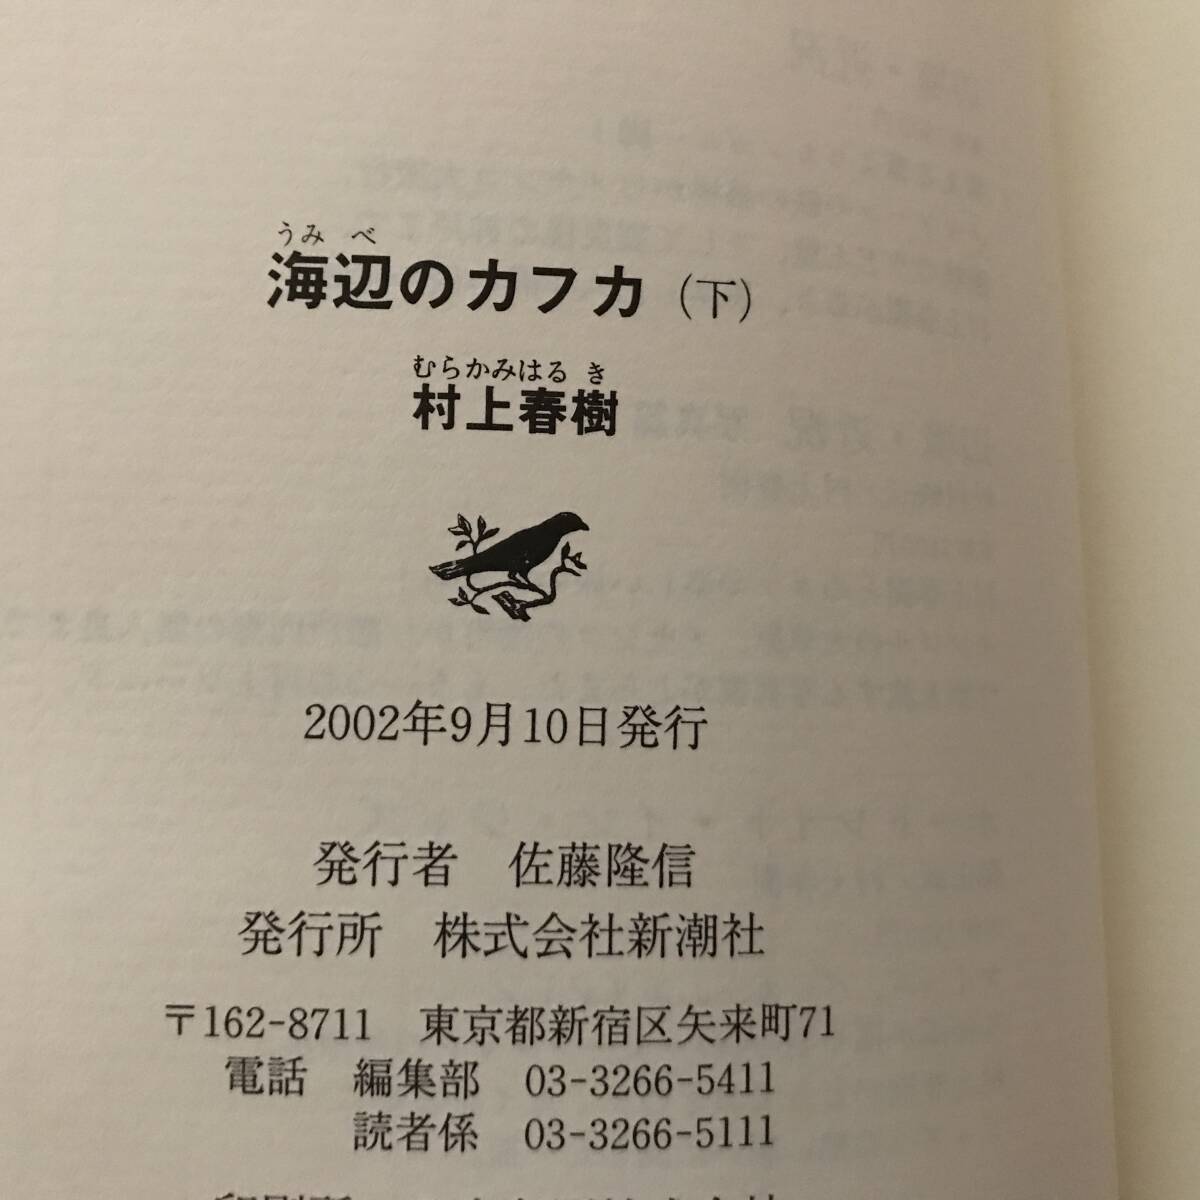 うみべ
海辺のカフカ（下）
むらかみはるき
村上春樹
2002年9月10日発行
発行者　佐藤隆信
発行所　株式会社新潮社
〒162-8711　東京都新宿区矢来町71
電話　編集部　03-3266-5411
読者係　03-3266-5111